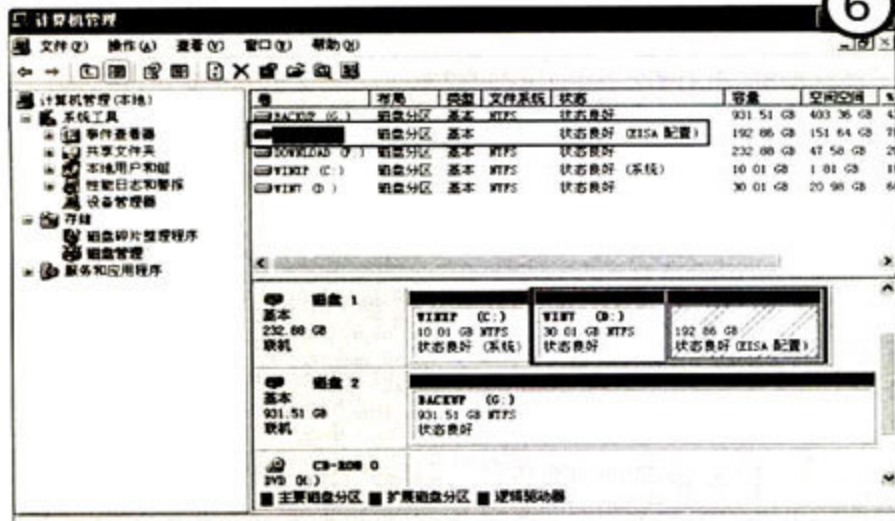 6
计算机管理
文件(F) 操作(A) 查看(V) 窗口(W) 帮助(H)
计算机管理(本地)
系统工具
事件查看器
共享文件夹
本地用户和组
性能日志和警报
设备管理器
存储
磁盘碎片整理程序
磁盘管理
服务和应用程序
卷 布局 类型 文件系统 状态 容量 空闲空间 %
BACKUP (G:) 磁盘分区 基本 NTFS 状态良好 931.51 GB 403.36 GB
磁盘分区 基本 状态良好 (EISA 配置) 192.86 GB 151.64 GB
DOWNLOAD (F:) 磁盘分区 基本 NTFS 状态良好 232.88 GB 47.58 GB
WINXP (C:) 磁盘分区 基本 NTFS 状态良好 (系统) 10.01 GB 1.81 GB
WIN7 (D:) 磁盘分区 基本 NTFS 状态良好 30.01 GB 20.98 GB
磁盘 1
基本
232.88 GB
联机
WINXP (C:)
10.01 GB NTFS
状态良好 (系统)
WIN7 (D:)
30.01 GB NTFS
状态良好
192.86 GB
状态良好 (EISA 配置)
磁盘 2
基本
931.51 GB
联机
BACKUP (G:)
931.51 GB NTFS
状态良好
CD-ROM 0
DVD (H:)
主要磁盘分区 扩展磁盘分区 逻辑驱动器